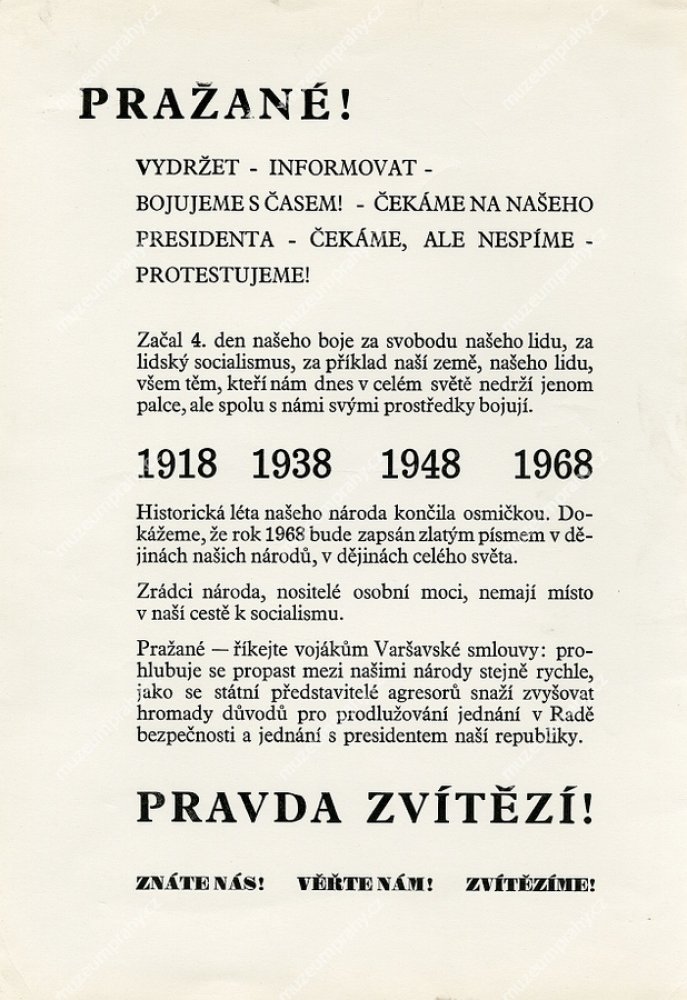 PRAŽANÉ!
VYDRŽET - INFORMOVAT -
BOJUJEME S ČASEM! - ČEKÁME NA NAŠEHO
PRESIDENTA - ČEKÁME, ALE NESPÍME -
PROTESTUJEME!
Začal 4. den našeho boje za svobodu našeho lidu, za
lidský socialismus, za příklad naší země, našeho lidu,
všem těm, kteří nám dnes v celém světě nedrží jenom
palce, ale spolu s námi svými prostředky bojují.
1918 1938 1948 1968
Historická léta našeho národa končila osmičkou. Do-
kážeme, že rok 1968 bude zapsán zlatým písmem v dě-
jinách našich národů, v dějinách celého světa.
Zrádci národa, nositelé osobní moci, nemají místo
v naší cestě k socialismu.
Pražané — říkejte vojákům Varšavské smlouvy: pro-
hlubuje se propast mezi našimi národy stejně rychle,
jako se státní představitelé agresorů snaží zvyšovat
hromady důvodů pro prodlužování jednání v Radě
bezpečnosti a jednání s presidentem naší republiky.
PRAVDA ZVÍTĚZÍ!
ZNÁTE NÁS! VĚŘTE NÁM! ZVÍTĚZÍME!